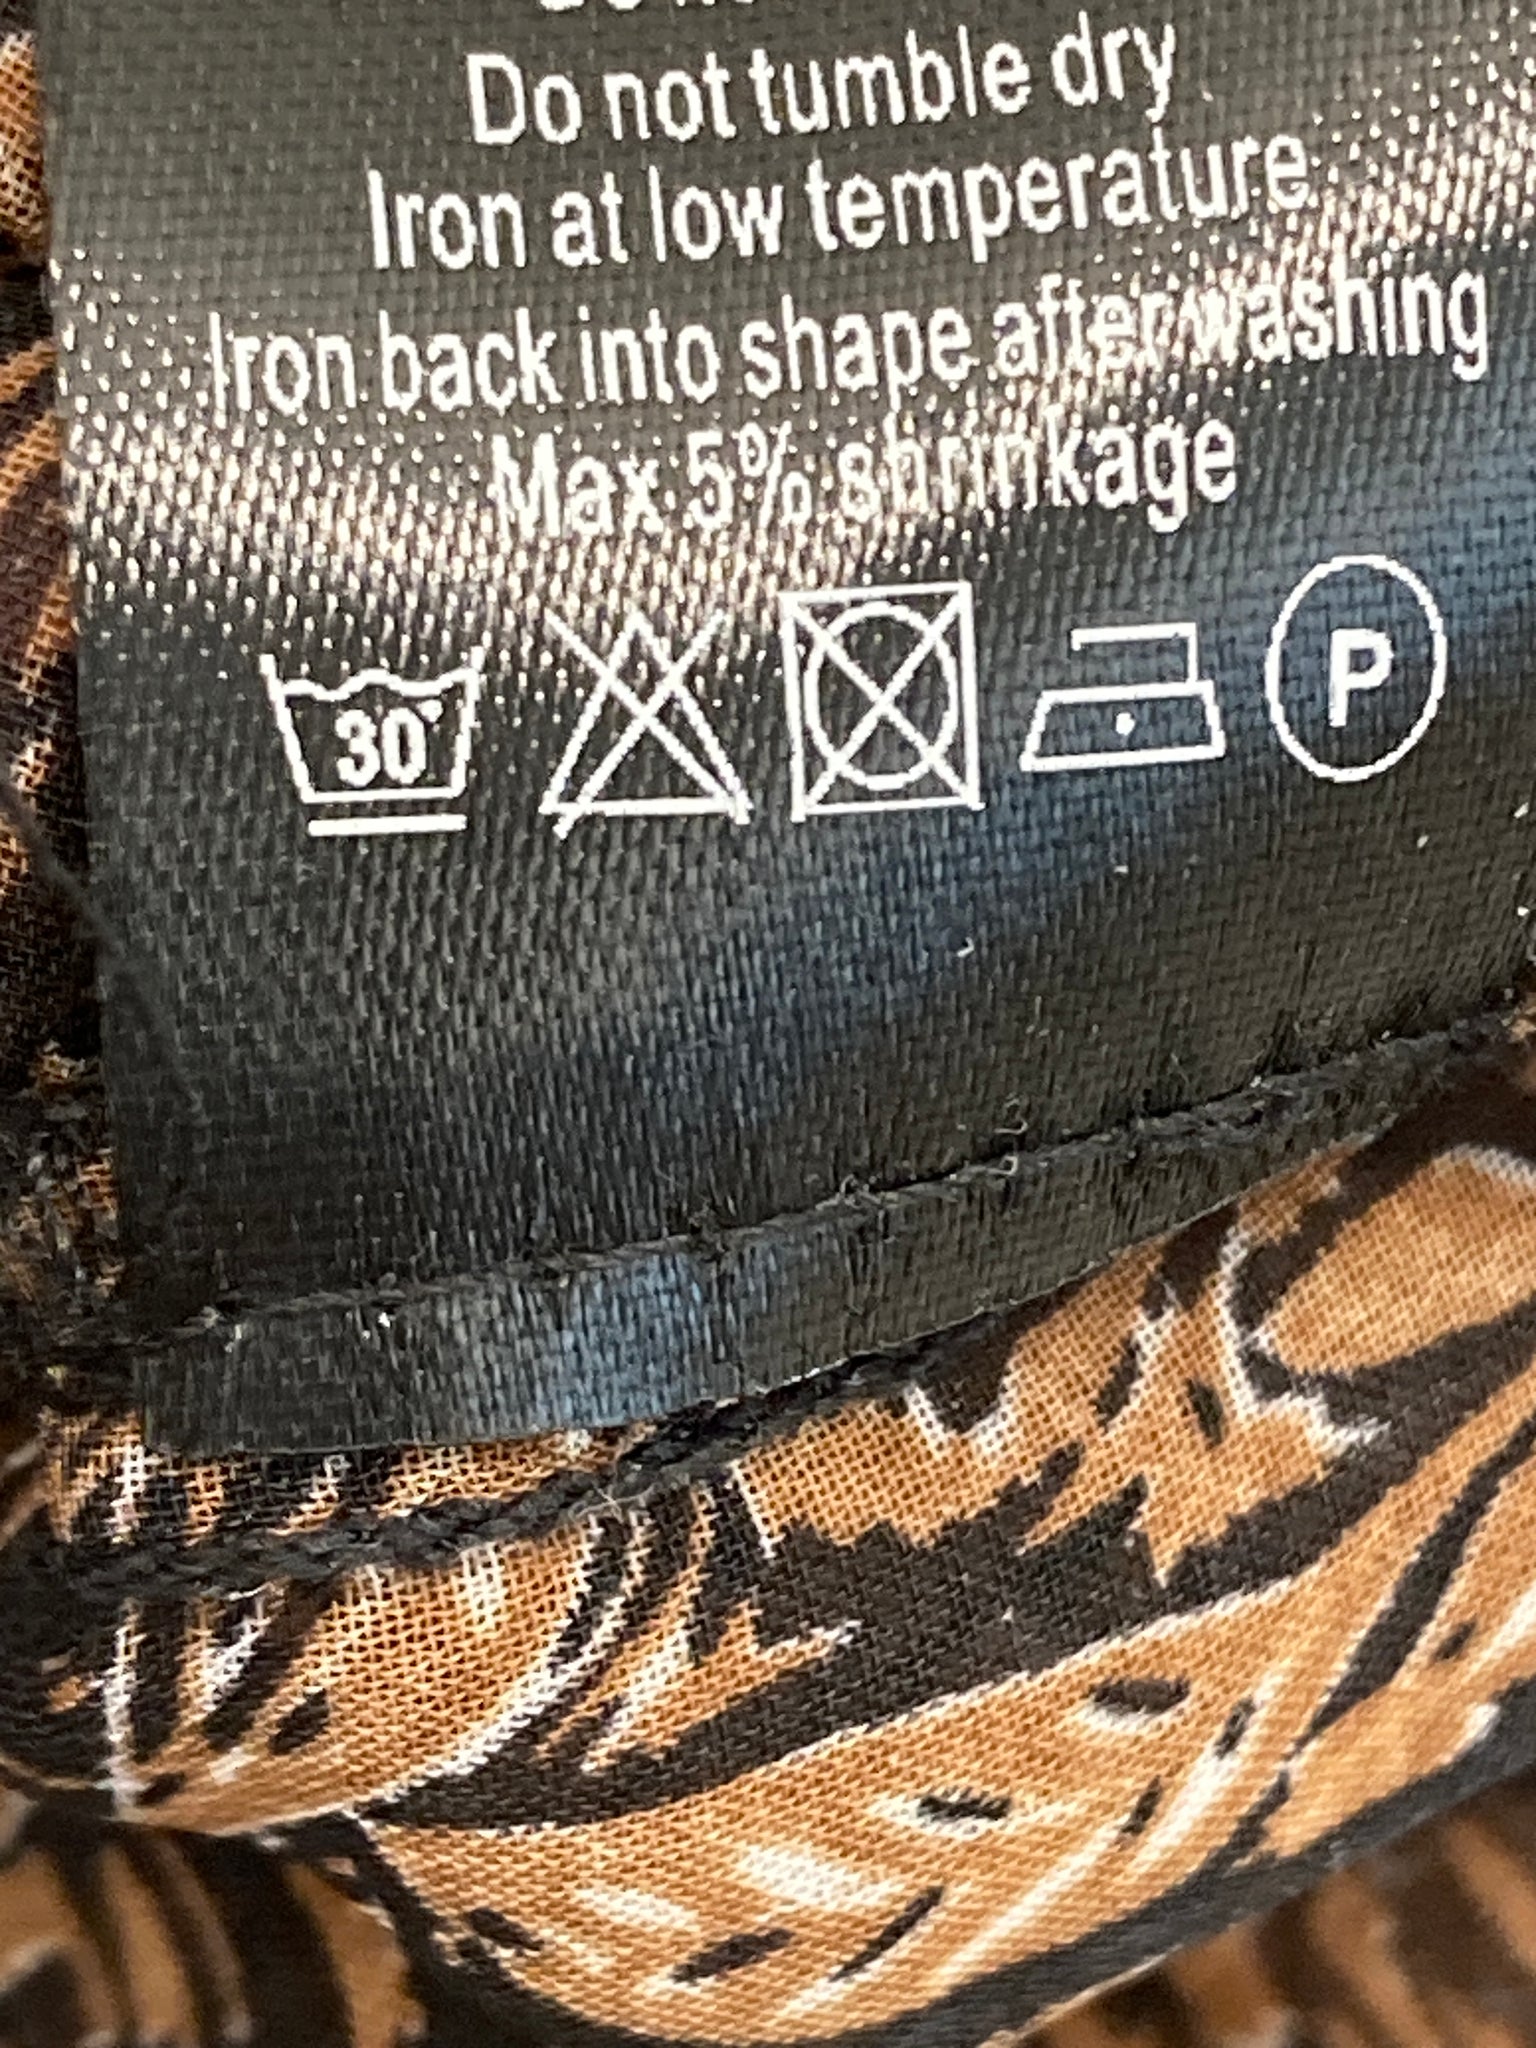 Do not tumble dry
Iron at low temperature
Iron back into shape after washing
Max 5% shrinkage
30° P